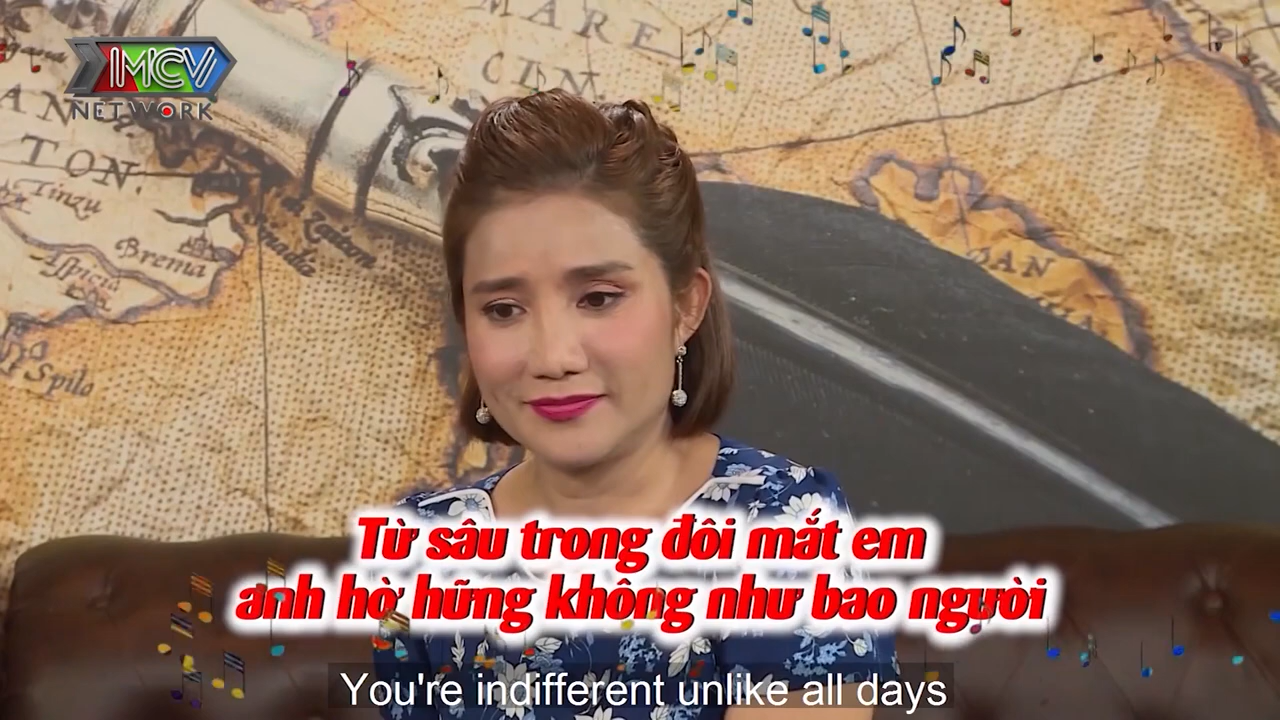 MCV
NETWORK
MARE
CIN
TON.
Tinzu
Brema
Spilo
Từ sâu trong đôi mắt em
anh hờ hững không như bao người
You're indifferent unlike all days